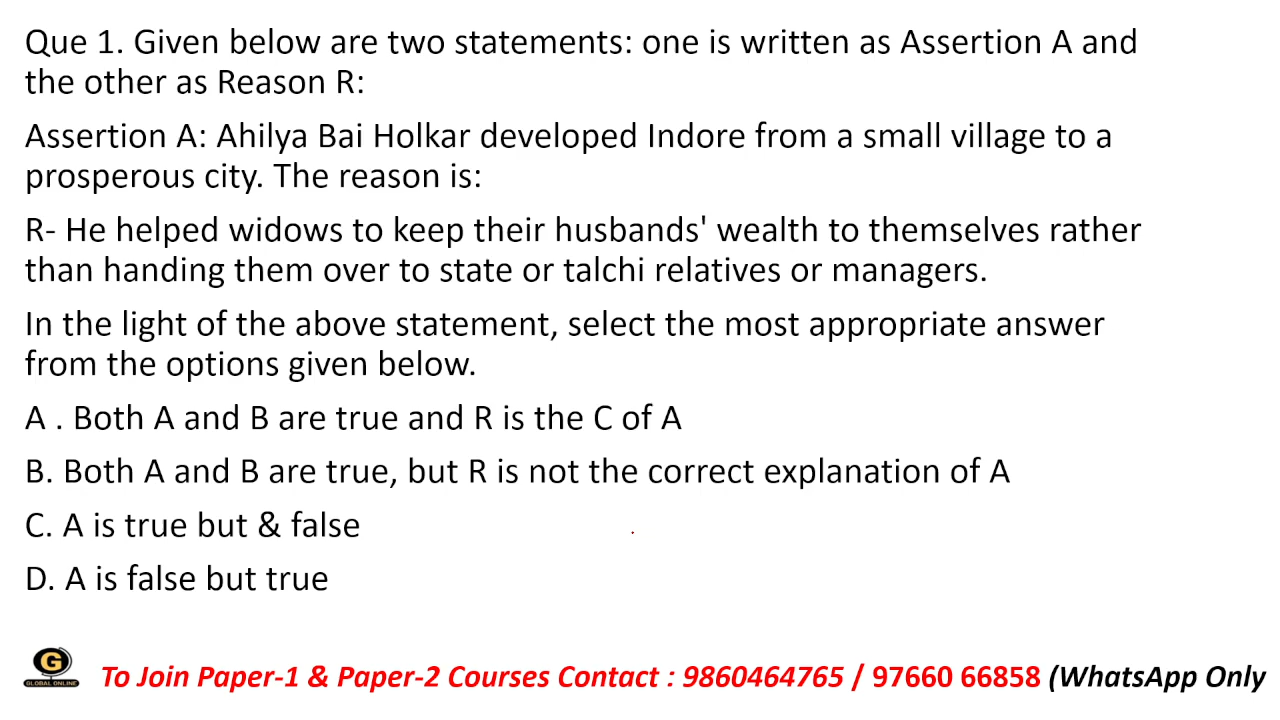 Que 1. Given below are two statements: one is written as Assertion A and
the other as Reason R:
Assertion A: Ahilya Bai Holkar developed Indore from a small village to a
prosperous city. The reason is:
R- He helped widows to keep their husbands' wealth to themselves rather
than handing them over to state or talchi relatives or managers.
In the light of the above statement, select the most appropriate answer
from the options given below.
A . Both A and B are true and R is the C of A
B. Both A and B are true, but R is not the correct explanation of A
C. A is true but & false
D. A is false but true
G
GLOBAL ONLINE
To Join Paper-1 & Paper-2 Courses Contact : 9860464765 / 97660 66858 (WhatsApp Only